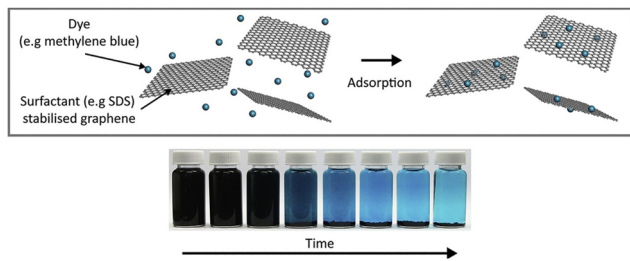 Dye
(e.g methylene blue)
Surfactant (e.g SDS)
stabilised graphene
Adsorption
Time